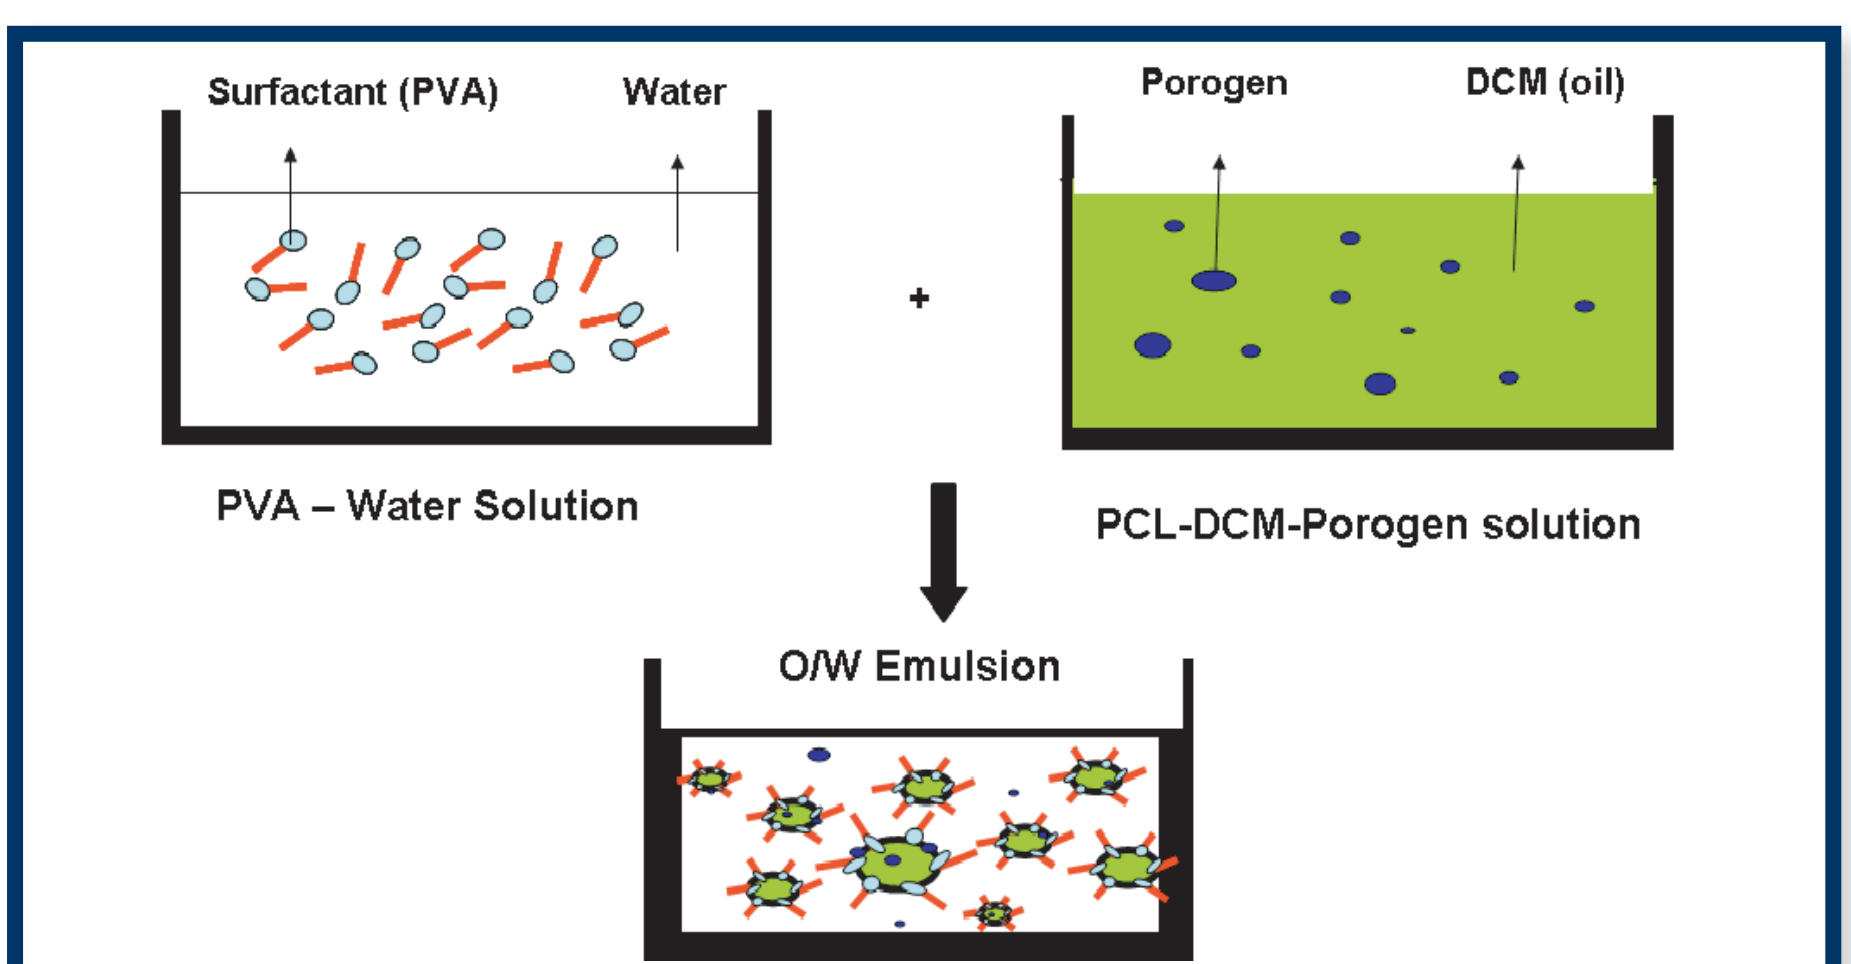 Surfactant (PVA)
Water
Porogen
DCM (oil)
+
PVA – Water Solution
PCL-DCM-Porogen solution
O/W Emulsion